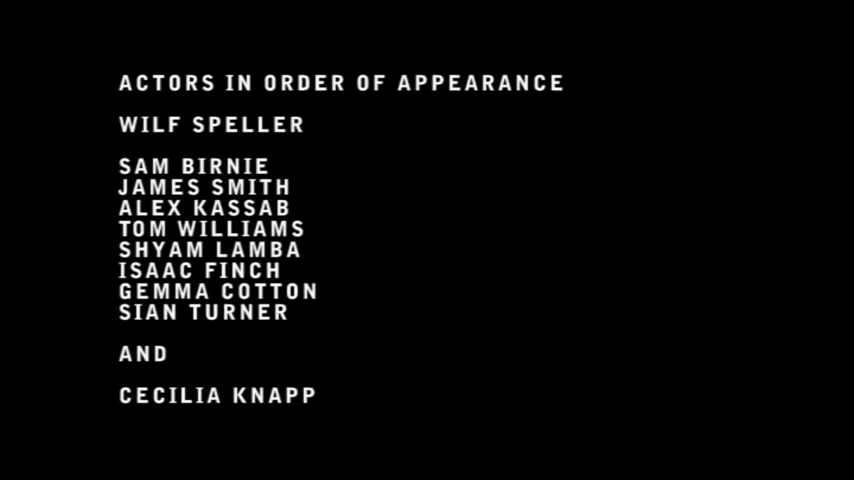 ACTORS IN ORDER OF APPEARANCE
WILF SPELLER
SAM BIRNIE
JAMES SMITH
ALEX KASSAB
TOM WILLIAMS
SHYAM LAMBA
ISAAC FINCH
GEMMA COTTON
SIAN TURNER
AND
CECILIA KNAPP